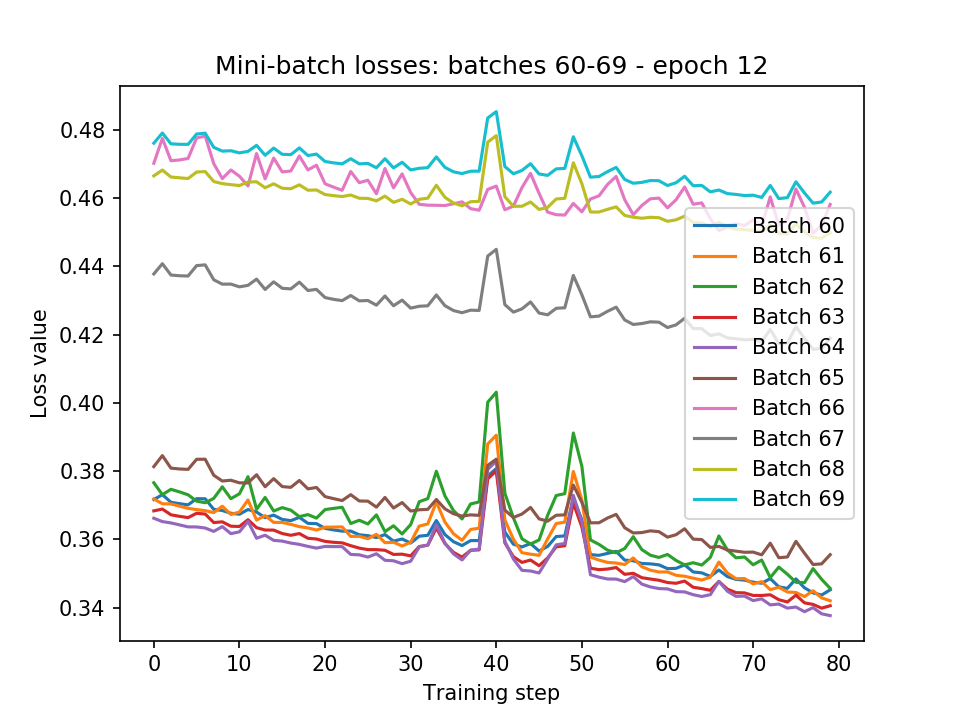 Mini-batch losses: batches 60-69 - epoch 12
Loss value
0.48
0.46
0.44
0.42
0.40
0.38
0.36
0.34
Batch 60
Batch 61
Batch 62
Batch 63
Batch 64
Batch 65
Batch 66
Batch 67
Batch 68
Batch 69
0 10 20 30 40 50 60 70 80
Training step